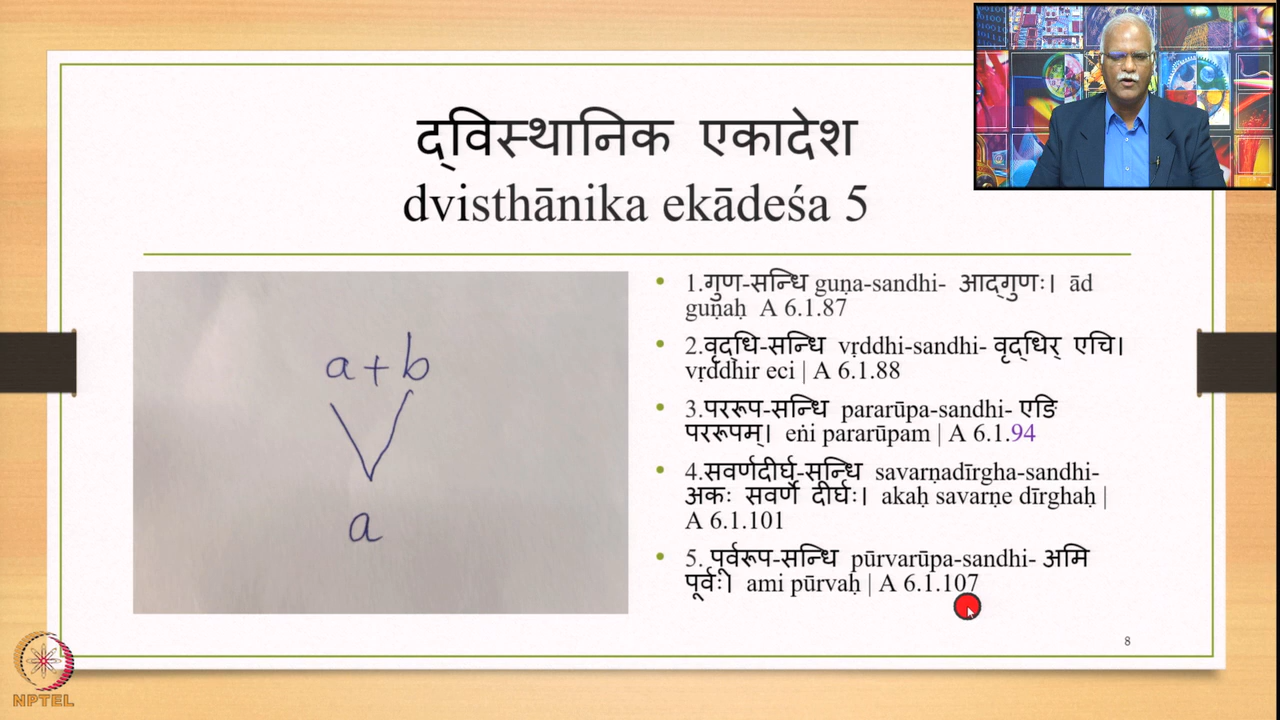 द्विस्थानिक एकादेश
dvisthānika ekādeśa 5
a + b
a
• 1.गुण-सन्धि guṇa-sandhi- आद्गुणः। ād
guṇaḥ A 6.1.87
• 2.वृद्धि-सन्धि vṛddhi-sandhi- वृद्धिर् एचि।
vṛddhir eci | A 6.1.88
• 3.पररूप-सन्धि pararūpa-sandhi- एङि
पररूपम्। eṅi pararūpam | A 6.1.94
• 4.सवर्णदीर्घ-सन्धि savarṇadīrgha-sandhi-
अकः सवर्णे दीर्घः। akaḥ savarṇe dīrghaḥ |
A 6.1.101
• 5. पूर्वरूप-सन्धि pūrvarūpa-sandhi- अमि
पूर्वः। ami pūrvaḥ | A 6.1.107
8
NPTEL